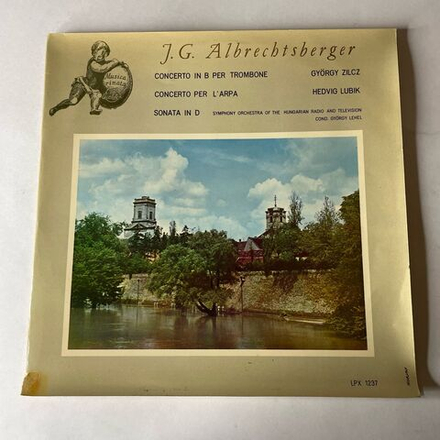 J. G. Albrechtsberger
Musica
rinata
CONCERTO IN B PER TROMBONE GYÖRGY ZILCZ
CONCERTO PER L'ARPA HEDVIG LUBIK
SONATA IN D SYMPHONY ORCHESTRA OF THE HUNGARIAN RADIO AND TELEVISION
COND. GYÖRGY LEHEL
LPX 1237